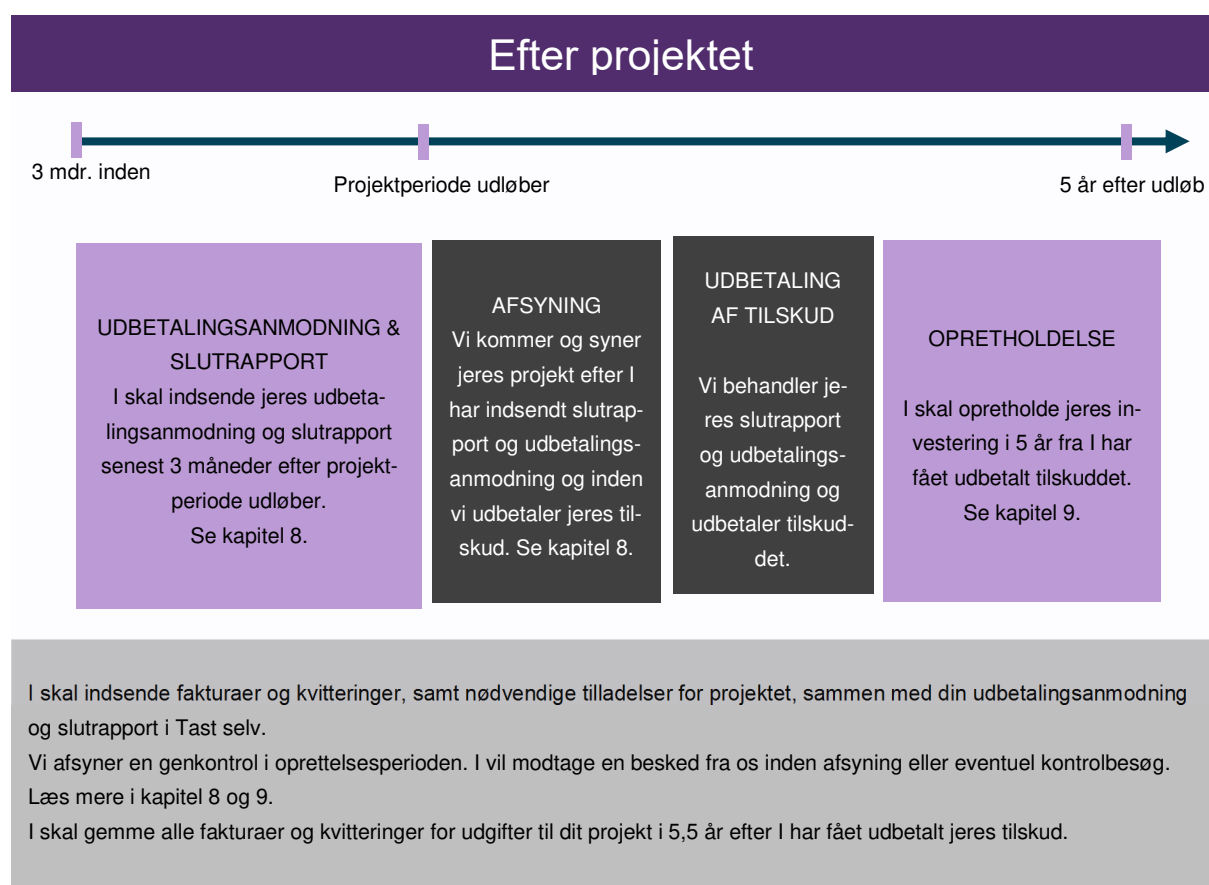 Efter projektet
3 mdr. inden
Projektperiode udløber
5 år efter udløb
UDBETALINGSANMODNING &
SLUTRAPPORT
I skal indsende jeres udbeta-
lingsanmodning og slutrapport
senest 3 måneder efter projekt-
periode udløber.
Se kapitel 8.
AFSYNING
Vi kommer og syner
jeres projekt efter I
har indsendt slutrap-
port og udbetalings-
anmodning og inden
vi udbetaler jeres til-
skud. Se kapitel 8.
UDBETALING
AF TILSKUD
Vi behandler je-
res slutrapport
og udbetalings-
anmodning og
udbetaler tilskud-
det.
OPRETHOLDELSE
I skal opretholde jeres in-
vestering i 5 år fra I har
fået udbetalt tilskuddet.
Se kapitel 9.
I skal indsende fakturaer og kvitteringer, samt nødvendige tilladelser for projektet, sammen med din udbetalingsanmodning
og slutrapport i Tast selv.
Vi afsyner en genkontrol i oprettelsesperioden. I vil modtage en besked fra os inden afsyning eller eventuel kontrolbesøg.
Læs mere i kapitel 8 og 9.
I skal gemme alle fakturaer og kvitteringer for udgifter til dit projekt i 5,5 år efter I har fået udbetalt jeres tilskud.